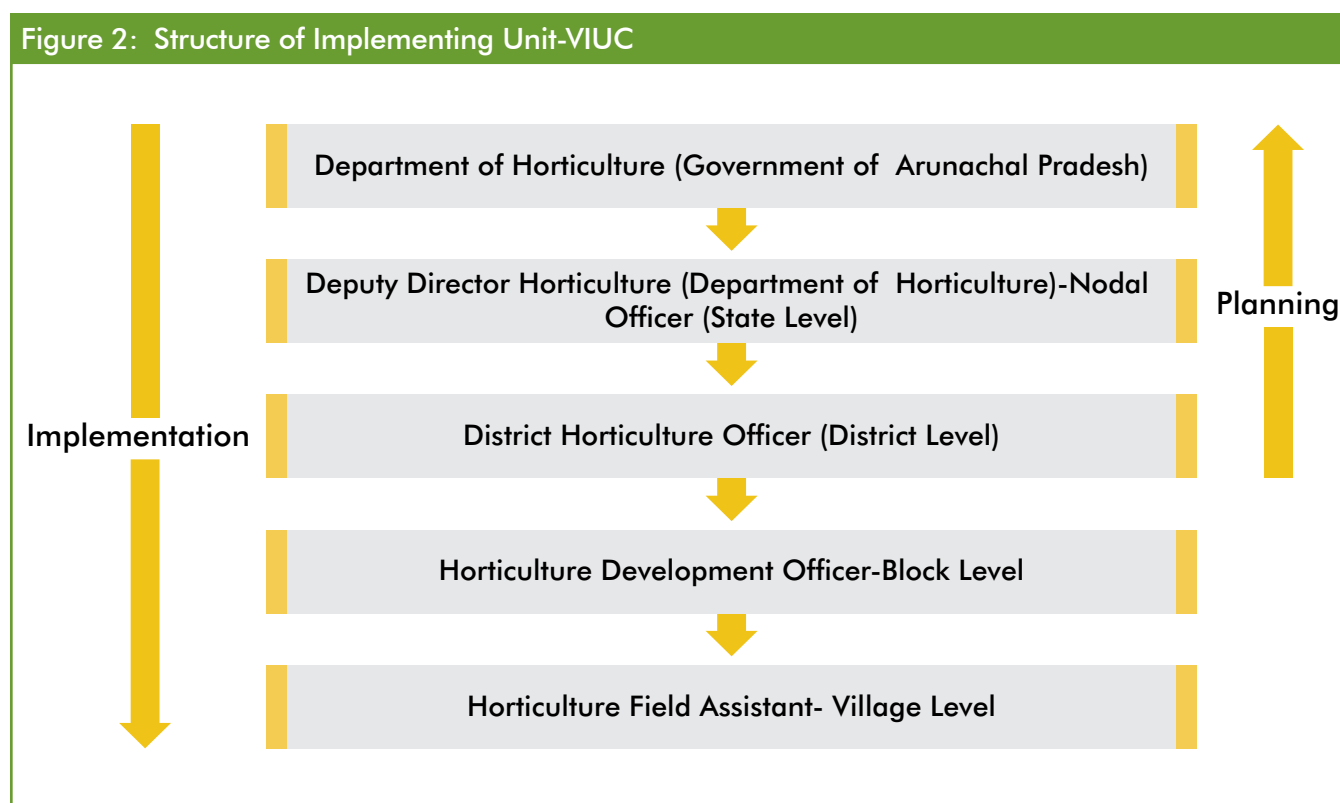 Figure 2: Structure of Implementing Unit-VIUC
Department of Horticulture (Government of Arunachal Pradesh)
Deputy Director Horticulture (Department of Horticulture)-Nodal
Officer (State Level)
Planning
Implementation
District Horticulture Officer (District Level)
Horticulture Development Officer-Block Level
Horticulture Field Assistant- Village Level